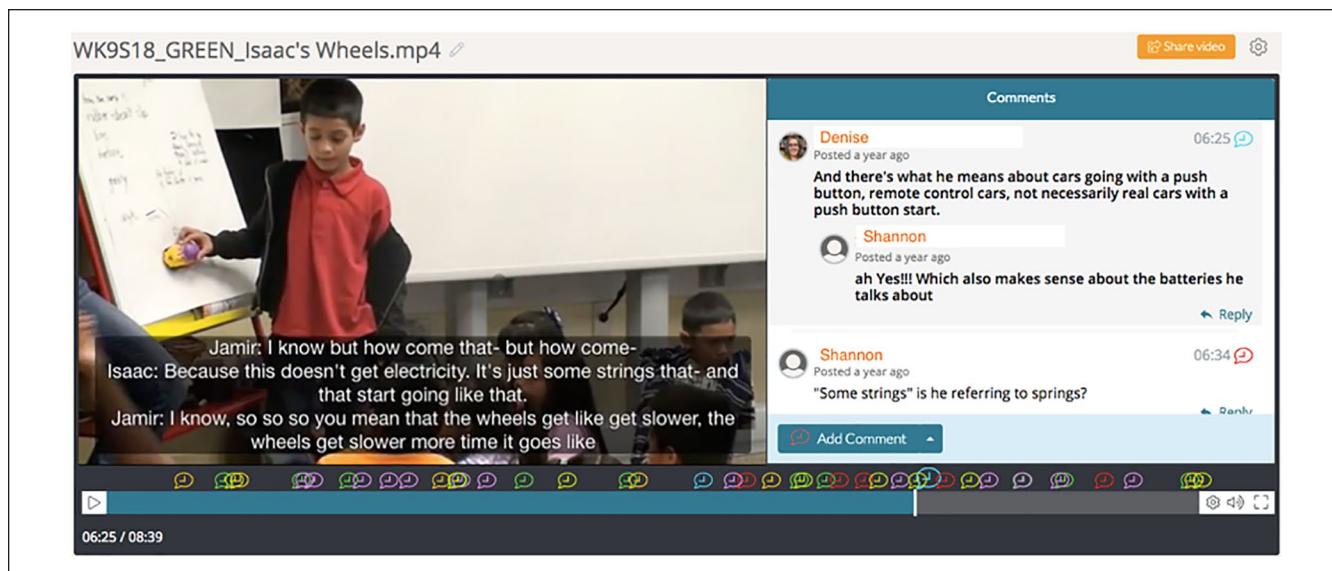 WK9S18_GREEN_Isaac's Wheels.mp4
Share video
Jamir: I know but how come that- but how come-
Isaac: Because this doesn't get electricity. It's just some strings that- and
that start going like that.
Jamir: I know, so so so you mean that the wheels get like get slower, the
wheels get slower more time it goes like
Comments
Denise
06:25
Posted a year ago
And there's what he means about cars going with a push
button, remote control cars, not necessarily real cars with a
push button start.
Shannon
Posted a year ago
ah Yes!!! Which also makes sense about the batteries he
talks about
Reply
Shannon
06:34
Posted a year ago
"Some strings" is he referring to springs?
Reply
Add Comment
06:25 / 08:39